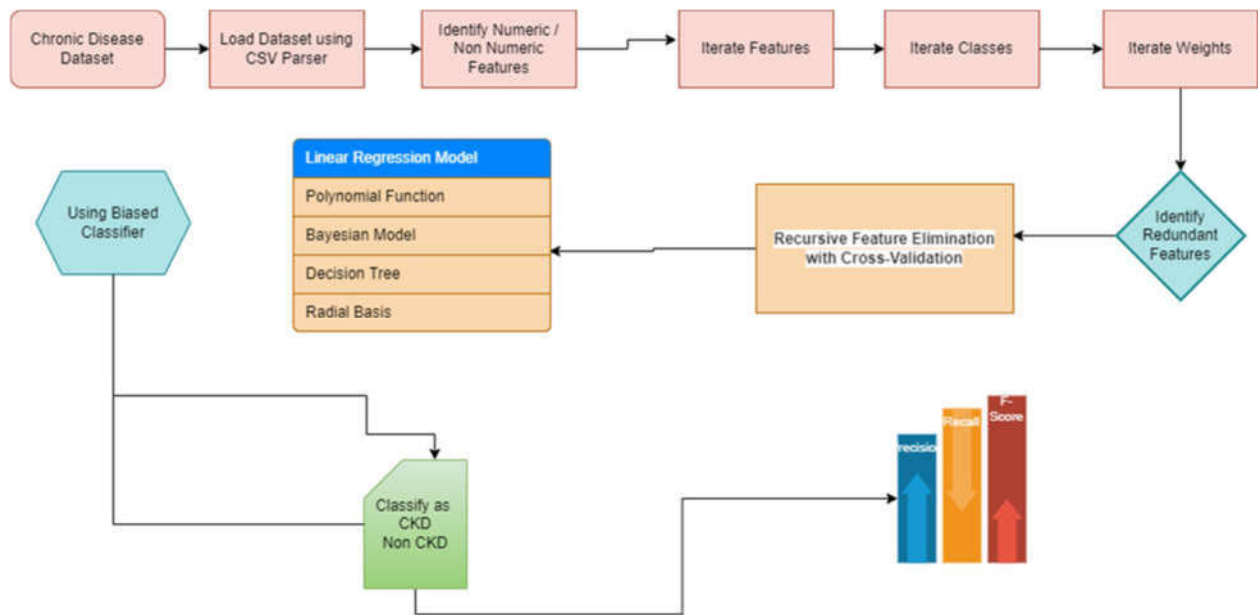 Chronic Disease
Dataset
Load Dataset using
CSV Parser
Identify Numeric /
Non Numeric
Features
Iterate Features
Iterate Classes
Iterate Weights
Linear Regression Model
Polynomial Function
Bayesian Model
Decision Tree
Radial Basis
Using Biased
Classifier
Recursive Feature Elimination
with Cross-Validation
Identify
Redundant
Features
Classify as
CKD
Non CKD
recisio
Recall
F-
Score